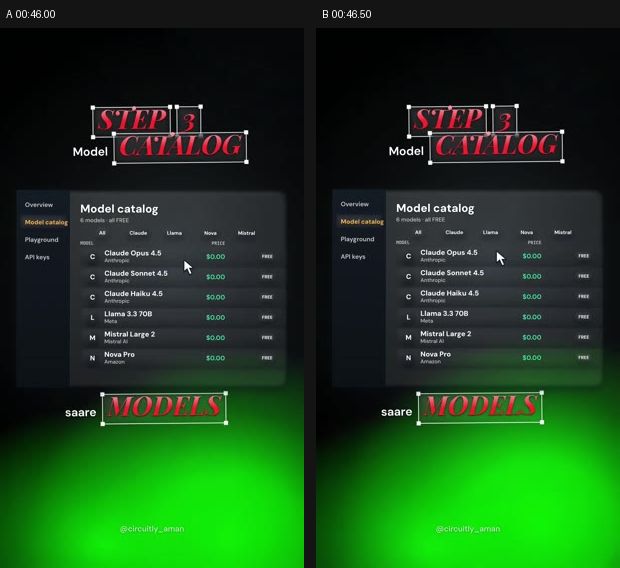 A 00:46.00
STEP 3
Model CATALOG
Overview
Model catalog
Playground
API keys
Model catalog
6 models · all FREE
All Claude Llama Nova Mistral
MODEL PRICE
C Claude Opus 4.5 $0.00 FREE
Anthropic
C Claude Sonnet 4.5 $0.00 FREE
Anthropic
C Claude Haiku 4.5 $0.00 FREE
Anthropic
L Llama 3.3 70B $0.00 FREE
Meta
M Mistral Large 2 $0.00 FREE
Mistral AI
N Nova Pro $0.00 FREE
Amazon
saare MODELS
@circuitly_aman
B 00:46.50
STEP 3
Model CATALOG
Overview
Model catalog
Playground
API keys
Model catalog
6 models · all FREE
All Claude Llama Nova Mistral
MODEL PRICE
C Claude Opus 4.5 $0.00 FREE
Anthropic
C Claude Sonnet 4.5 $0.00 FREE
Anthropic
C Claude Haiku 4.5 $0.00 FREE
Anthropic
L Llama 3.3 70B $0.00 FREE
Meta
M Mistral Large 2 $0.00 FREE
Mistral AI
N Nova Pro $0.00 FREE
Amazon
saare MODELS
@circuitly_aman